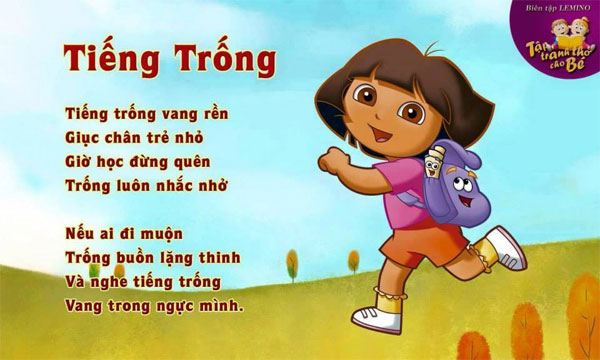 Biên tập LEMINO
Tập
tranh thơ
cho Bé
Tiếng Trống
Tiếng trống vang rền
Giục chân trẻ nhỏ
Giờ học đừng quên
Trống luôn nhắc nhở
Nếu ai đi muộn
Trống buồn lặng thinh
Và nghe tiếng trống
Vang trong ngực mình.